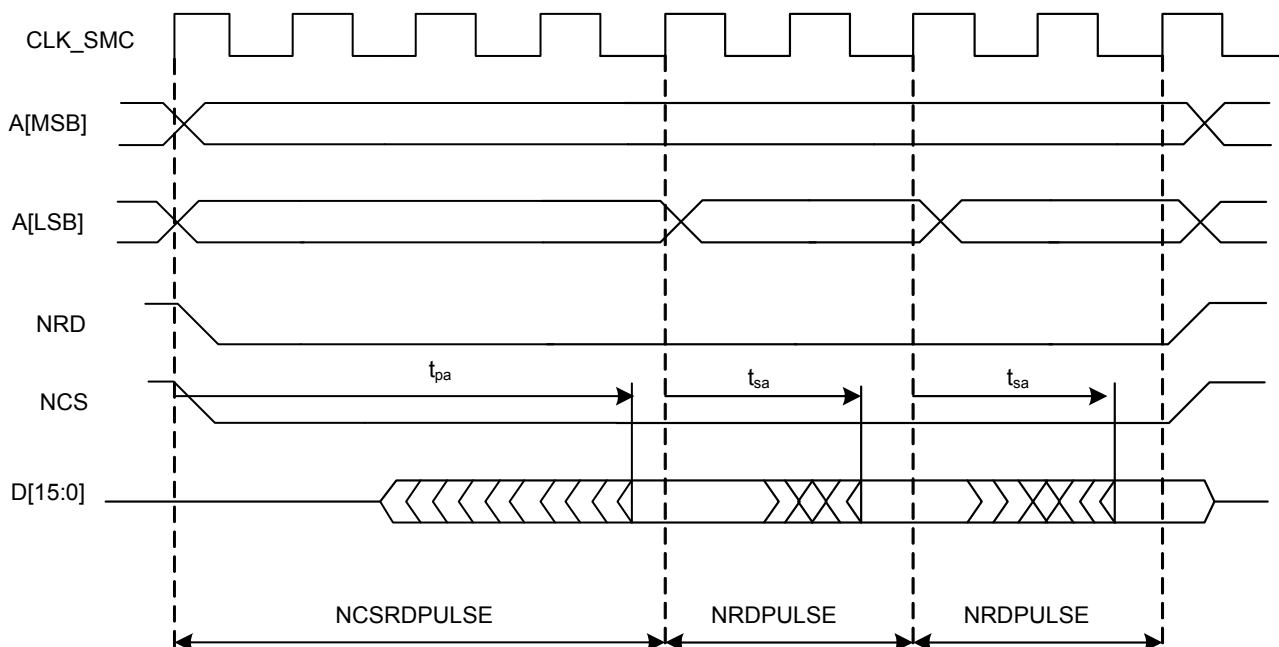 CLK_SMC
A[MSB]
A[LSB]
NRD
tpa
tsa
tsa
NCS
D[15:0]
NCSRDPULSE
NRDPULSE
NRDPULSE